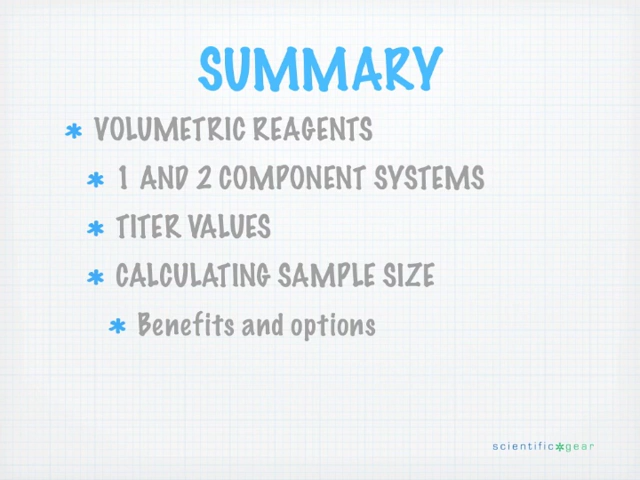 SUMMARY
* VOLUMETRIC REAGENTS
* 1 AND 2 COMPONENT SYSTEMS
* TITER VALUES
* CALCULATING SAMPLE SIZE
* Benefits and options
scientific*gear